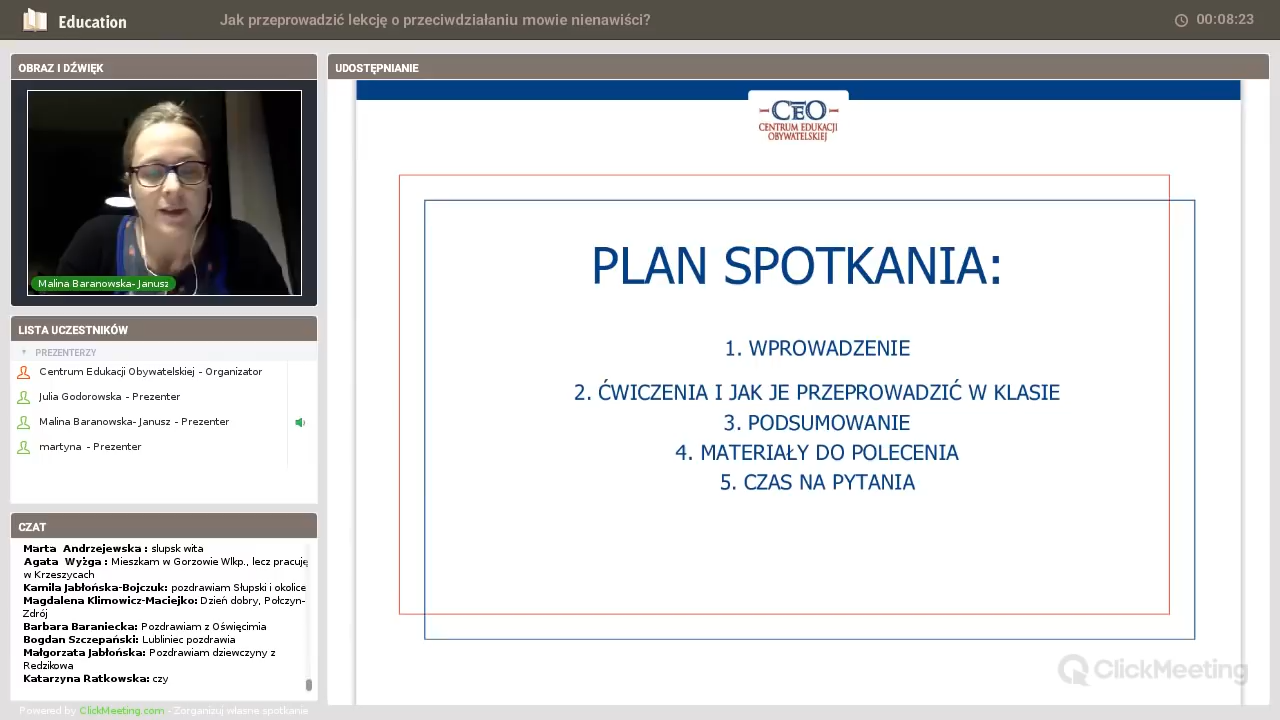 Education
Jak przeprowadzić lekcję o przeciwdziałaniu mowie nienawiści?
00:08:23
OBRAZ I DŹWIĘK
Malina Baranowska- Janusz
LISTA UCZESTNIKÓW
PREZENTERZY
Centrum Edukacji Obywatelskiej - Organizator
Julia Godorowska - Prezenter
Malina Baranowska- Janusz - Prezenter
martyna - Prezenter
CZAT
Marta Andrzejewska : slupsk wita
Agata Wyżga : Mieszkam w Gorzowie Wlkp., lecz pracuję
w Krzeszycach
Kamila Jabłońska-Bojczuk: pozdrawiam Słupski i okolice
Magdalena Klimowicz-Maciejko: Dzień dobry, Połczyn-
Zdrój
Barbara Baraniecka: Pozdrawiam z Oświęcimia
Bogdan Szczepański: Lubliniec pozdrawia
Małgorzata Jabłońska: Pozdrawiam dziewczyny z
Redzikowa
Katarzyna Ratkowska: czy
Powered by ClickMeeting.com - Zorganizuj własne spotkanie
UDOSTĘPNIANIE
CEO
CENTRUM EDUKACJI
OBYWATELSKIEJ
PLAN SPOTKANIA:
1. WPROWADZENIE
2. ĆWICZENIA I JAK JE PRZEPROWADZIĆ W KLASIE
3. PODSUMOWANIE
4. MATERIAŁY DO POLECENIA
5. CZAS NA PYTANIA
ClickMeeting